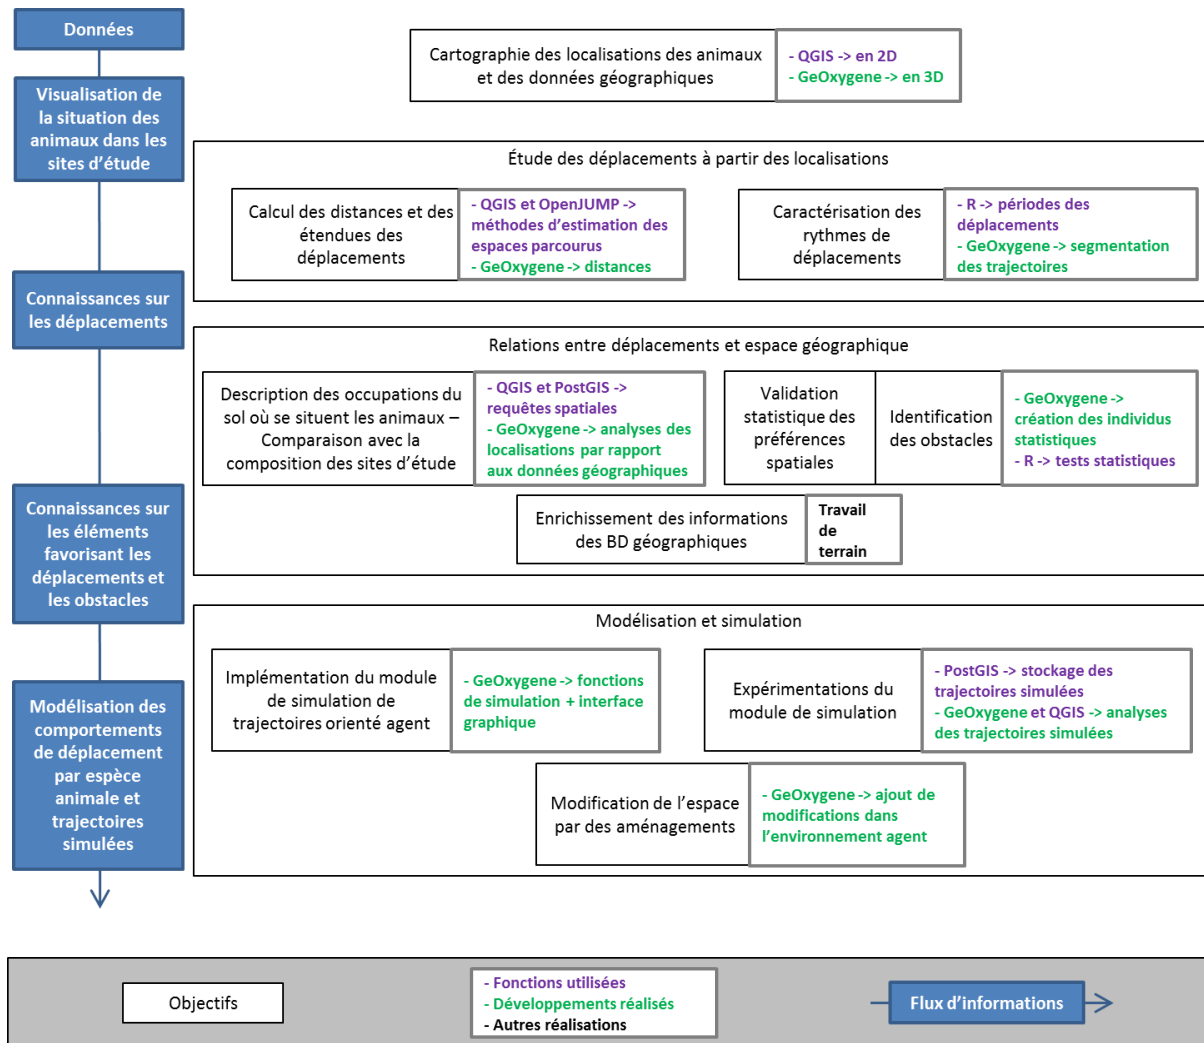 Données
Visualisation de
la situation des
animaux dans les
sites d'étude
Connaissances sur
les déplacements
Connaissances sur
les éléments
favorisant les
déplacements et
les obstacles
Modélisation des
comportements
de déplacement
par espèce
animale et
trajectoires
simulées
Cartographie des localisations des animaux
et des données géographiques
- QGIS -> en 2D
- GeOxygene -> en 3D
Étude des déplacements à partir des localisations
Calcul des distances et des
étendues des
déplacements
- QGIS et OpenJUMP ->
méthodes d'estimation des
espaces parcourus
- GeOxygene -> distances
Caractérisation des
rythmes de
déplacements
- R -> périodes des
déplacements
- GeOxygene -> segmentation
des trajectoires
Relations entre déplacements et espace géographique
Description des occupations du
sol où se situent les animaux –
Comparaison avec la
composition des sites d'étude
- QGIS et PostGIS ->
requêtes spatiales
- GeOxygene -> analyses des
localisations par rapport
aux données géographiques
Validation
statistique des
préférences
spatiales
Identification
des obstacles
- GeOxygene ->
création des individus
statistiques
- R -> tests statistiques
Enrichissement des informations
des BD géographiques
Travail
de
terrain
Modélisation et simulation
Implémentation du module
de simulation de
trajectoires orienté agent
- GeOxygene -> fonctions
de simulation + interface
graphique
Expérimentations du
module de simulation
- PostGIS -> stockage des
trajectoires simulées
- GeOxygene et QGIS -> analyses
des trajectoires simulées
Modification de l'espace
par des aménagements
- GeOxygene -> ajout de
modifications dans
l'environnement agent
Objectifs
- Fonctions utilisées
- Développements réalisés
- Autres réalisations
Flux d'informations